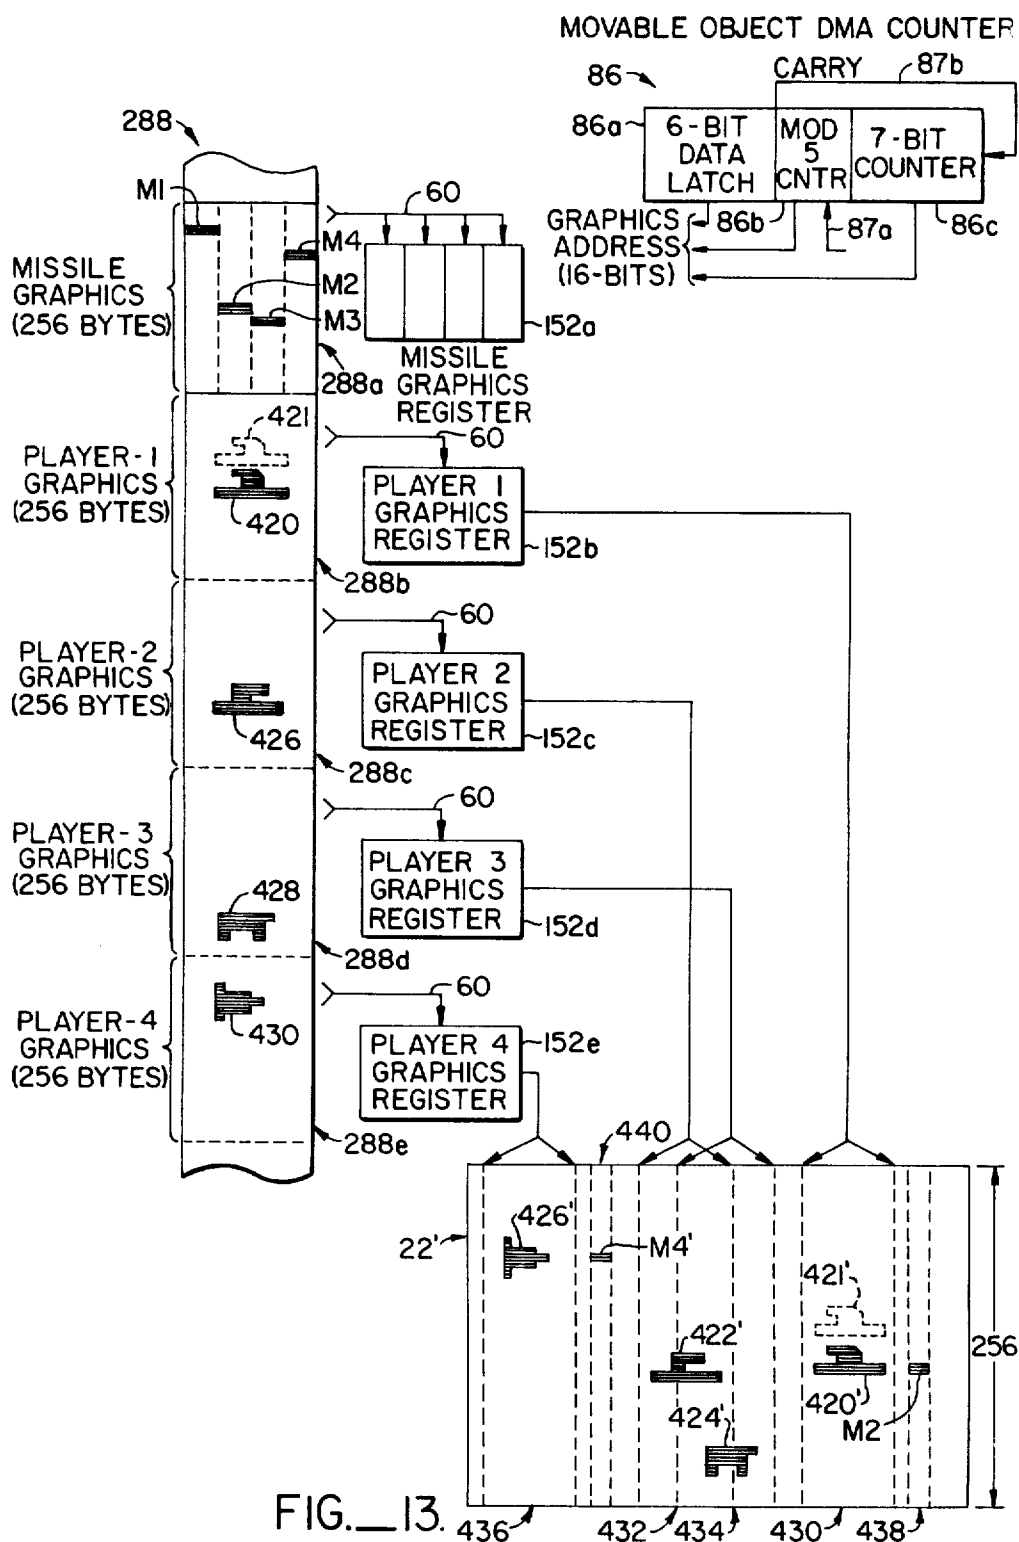 MOVABLE OBJECT DMA COUNTER
86
CARRY
87b
86a
6-BIT
DATA
LATCH
MOD
5
CNTR
7-BIT
COUNTER
GRAPHICS
ADDRESS
(16-BITS)
86b
87a
86c
288
M1
M4
M2
M3
MISSILE
GRAPHICS
(256 BYTES)
60
152a
288a
MISSILE
GRAPHICS
REGISTER
421
420
PLAYER-1
GRAPHICS
(256 BYTES)
60
PLAYER 1
GRAPHICS
REGISTER
152b
288b
PLAYER-2
GRAPHICS
(256 BYTES)
426
60
PLAYER 2
GRAPHICS
REGISTER
152c
288c
PLAYER-3
GRAPHICS
(256 BYTES)
428
60
PLAYER 3
GRAPHICS
REGISTER
152d
288d
PLAYER-4
GRAPHICS
(256 BYTES)
430
60
PLAYER 4
GRAPHICS
REGISTER
152e
288e
440
22'
426'
M4'
421'
422'
420'
M2
424'
256
436
432
434
430
438
FIG._13.